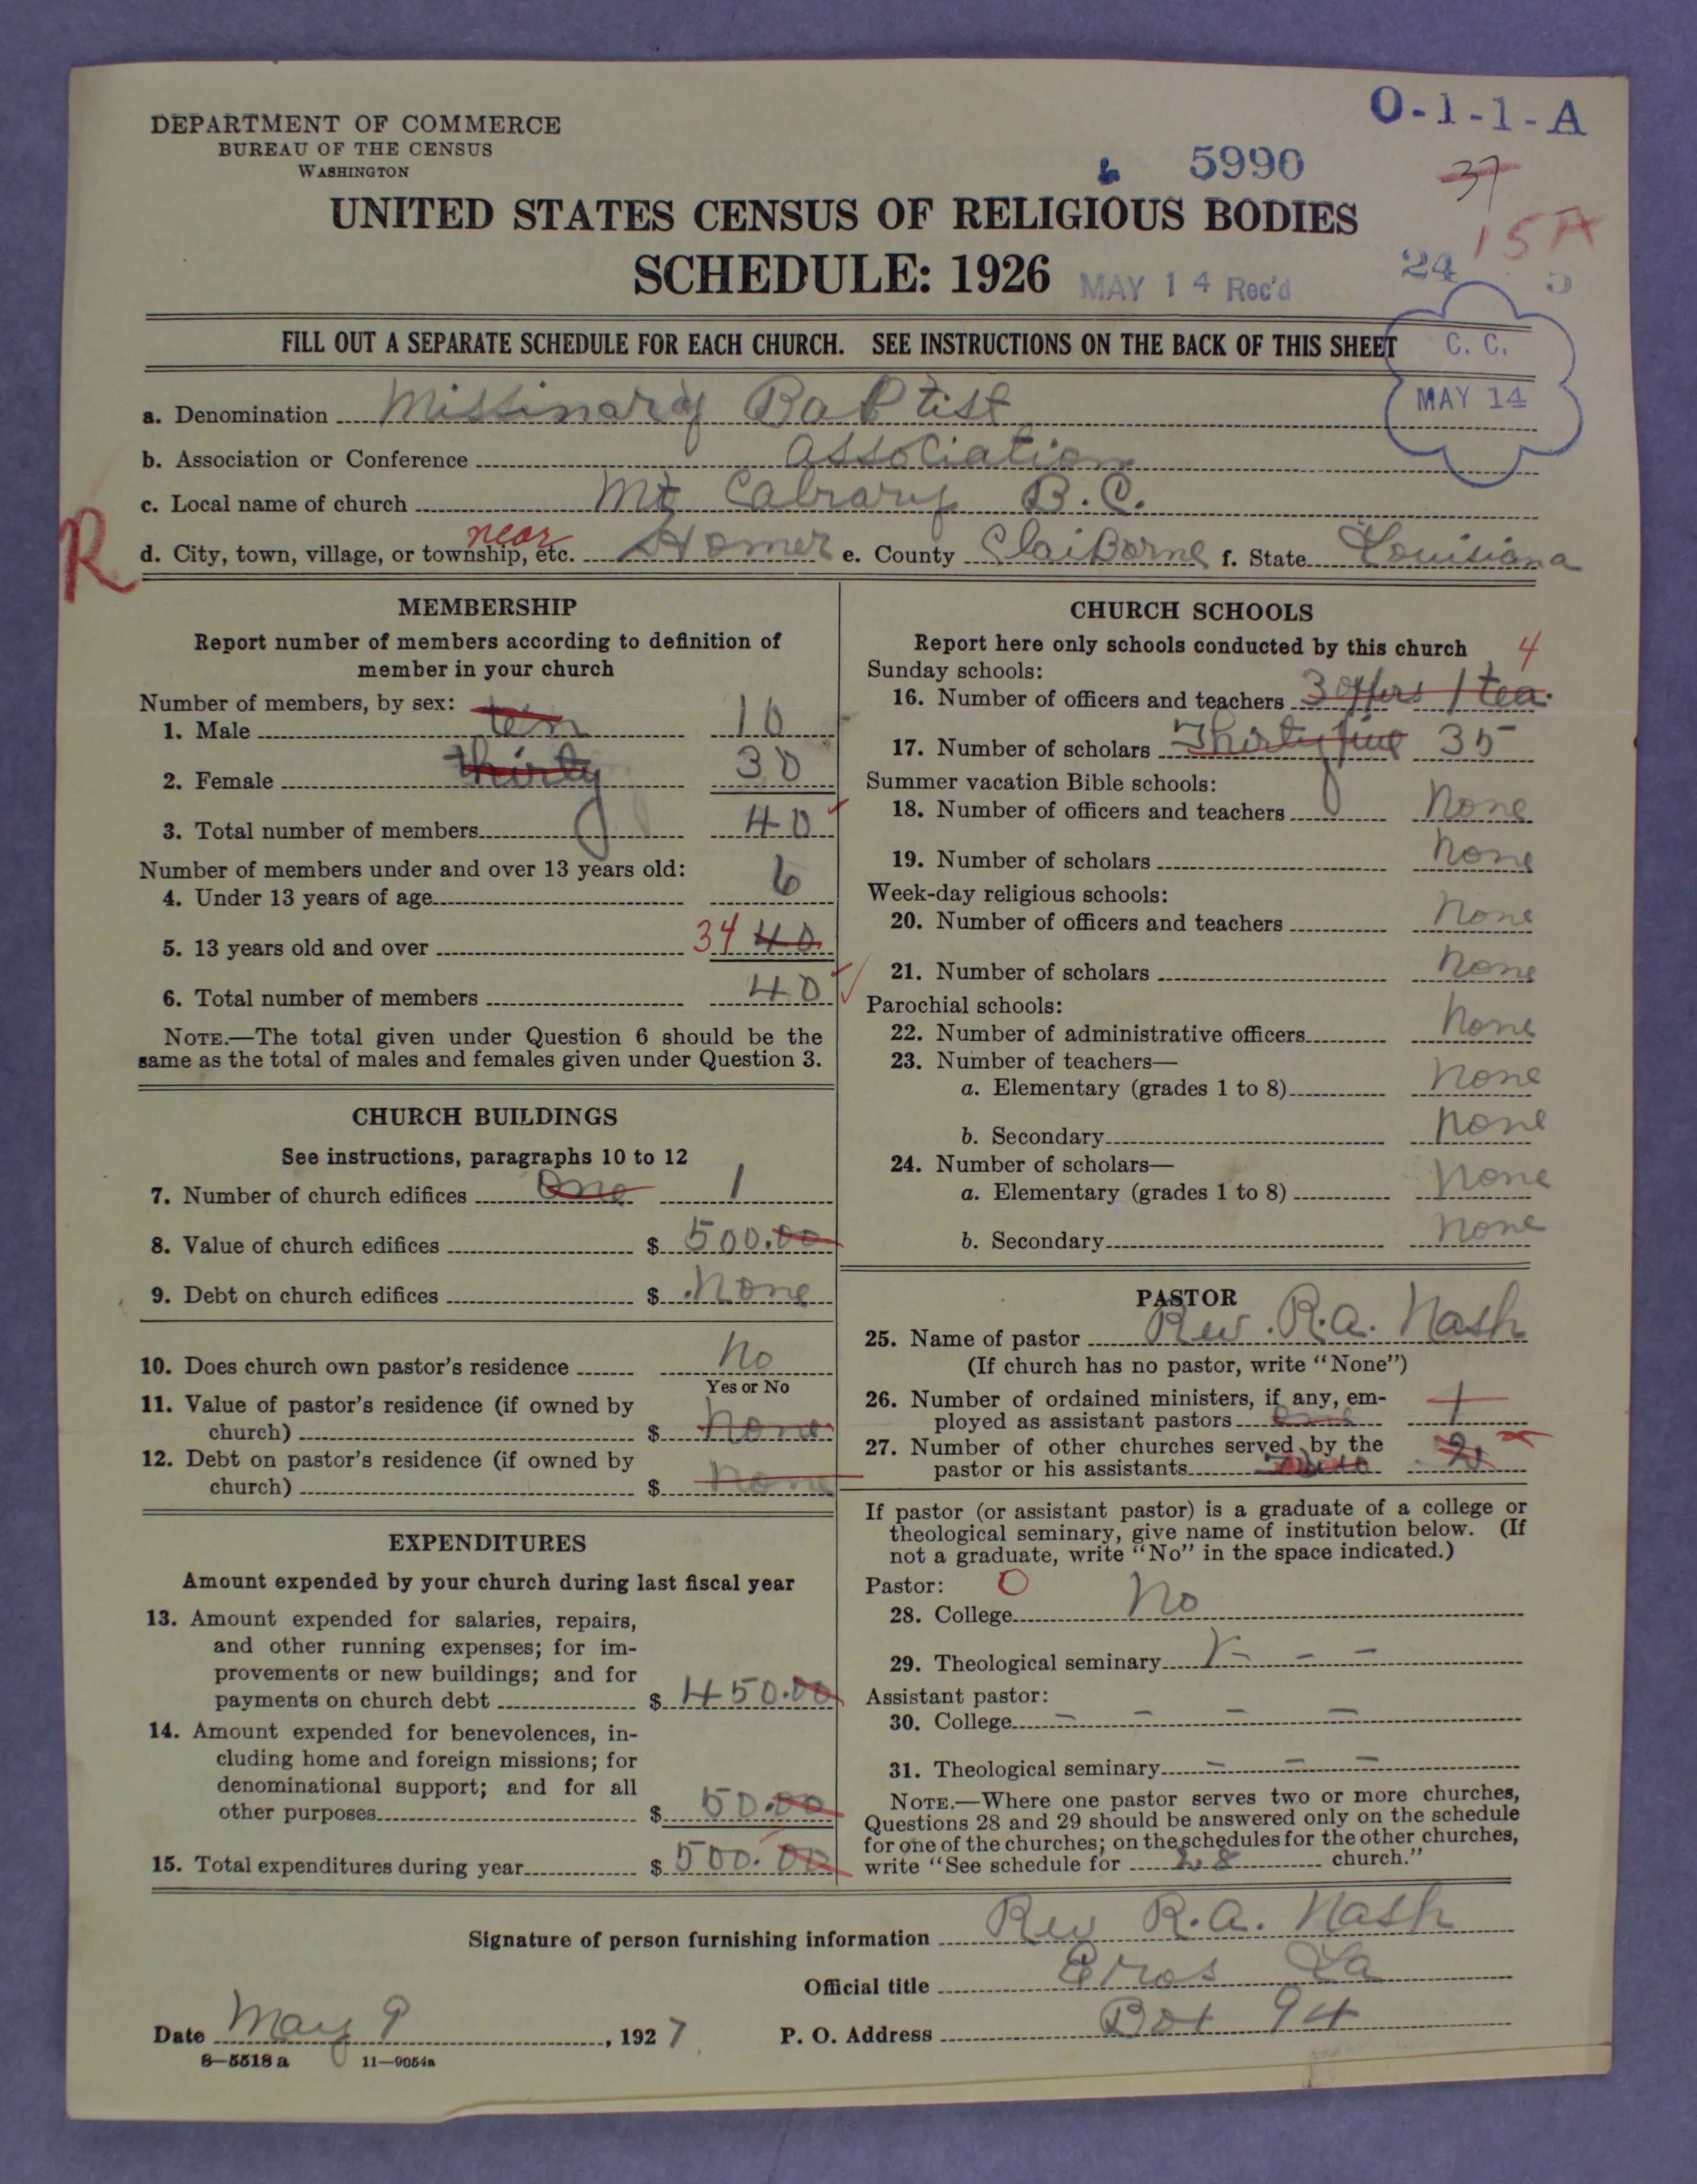 O-1-1-A
DEPARTMENT OF COMMERCE
BUREAU OF THE CENSUS
WASHINGTON
5990
37
UNITED STATES CENSUS OF RELIGIOUS BODIES
15A
SCHEDULE: 1926 MAY 14 Rec'd
24
FILL OUT A SEPARATE SCHEDULE FOR EACH CHURCH. SEE INSTRUCTIONS ON THE BACK OF THIS SHEET
C. C.
MAY 14
a. Denomination Missinary Baptist
b. Association or Conference Association
c. Local name of church Mt Calrary B.C.
R
d. City, town, village, or township, etc. near Homer e. County Claiborne f. State Louisiana
MEMBERSHIP
Report number of members according to definition of
member in your church
Number of members, by sex:
1. Male ten 10
2. Female thirty 30
3. Total number of members 40
Number of members under and over 13 years old:
4. Under 13 years of age 6
5. 13 years old and over 34 40
6. Total number of members 40
NOTE.—The total given under Question 6 should be the
same as the total of males and females given under Question 3.
CHURCH BUILDINGS
See instructions, paragraphs 10 to 12
7. Number of church edifices One 1
8. Value of church edifices $ 500.00
9. Debt on church edifices $ None
10. Does church own pastor's residence No
Yes or No
11. Value of pastor's residence (if owned by
church) $ None
12. Debt on pastor's residence (if owned by
church) $ None
EXPENDITURES
Amount expended by your church during last fiscal year
13. Amount expended for salaries, repairs,
and other running expenses; for im-
provements or new buildings; and for
payments on church debt $ 450.00
14. Amount expended for benevolences, in-
cluding home and foreign missions; for
denominational support; and for all
other purposes $ 50.00
15. Total expenditures during year $ 500.00
CHURCH SCHOOLS
Report here only schools conducted by this church 4
Sunday schools:
16. Number of officers and teachers 3 offers 1 tea.
17. Number of scholars Thirty five 35
Summer vacation Bible schools:
18. Number of officers and teachers None
19. Number of scholars None
Week-day religious schools:
20. Number of officers and teachers None
21. Number of scholars None
Parochial schools:
22. Number of administrative officers None
23. Number of teachers—
a. Elementary (grades 1 to 8) None
b. Secondary None
24. Number of scholars—
a. Elementary (grades 1 to 8) None
b. Secondary None
PASTOR
25. Name of pastor Rev. R.A. Nash
(If church has no pastor, write "None")
26. Number of ordained ministers, if any, em-
ployed as assistant pastors one 1
27. Number of other churches served by the
pastor or his assistants 2
If pastor (or assistant pastor) is a graduate of a college or
theological seminary, give name of institution below. (If
not a graduate, write "No" in the space indicated.)
Pastor: O
28. College No
29. Theological seminary
Assistant pastor:
30. College - - - -
31. Theological seminary - - -
NOTE.—Where one pastor serves two or more churches,
Questions 28 and 29 should be answered only on the schedule
for one of the churches; on the schedules for the other churches,
write "See schedule for 28 church."
Signature of person furnishing information Rev R.A. Nash
Official title Eros La
Date May 9, 1927 P. O. Address Box 94
8—5518 a 11—9054a